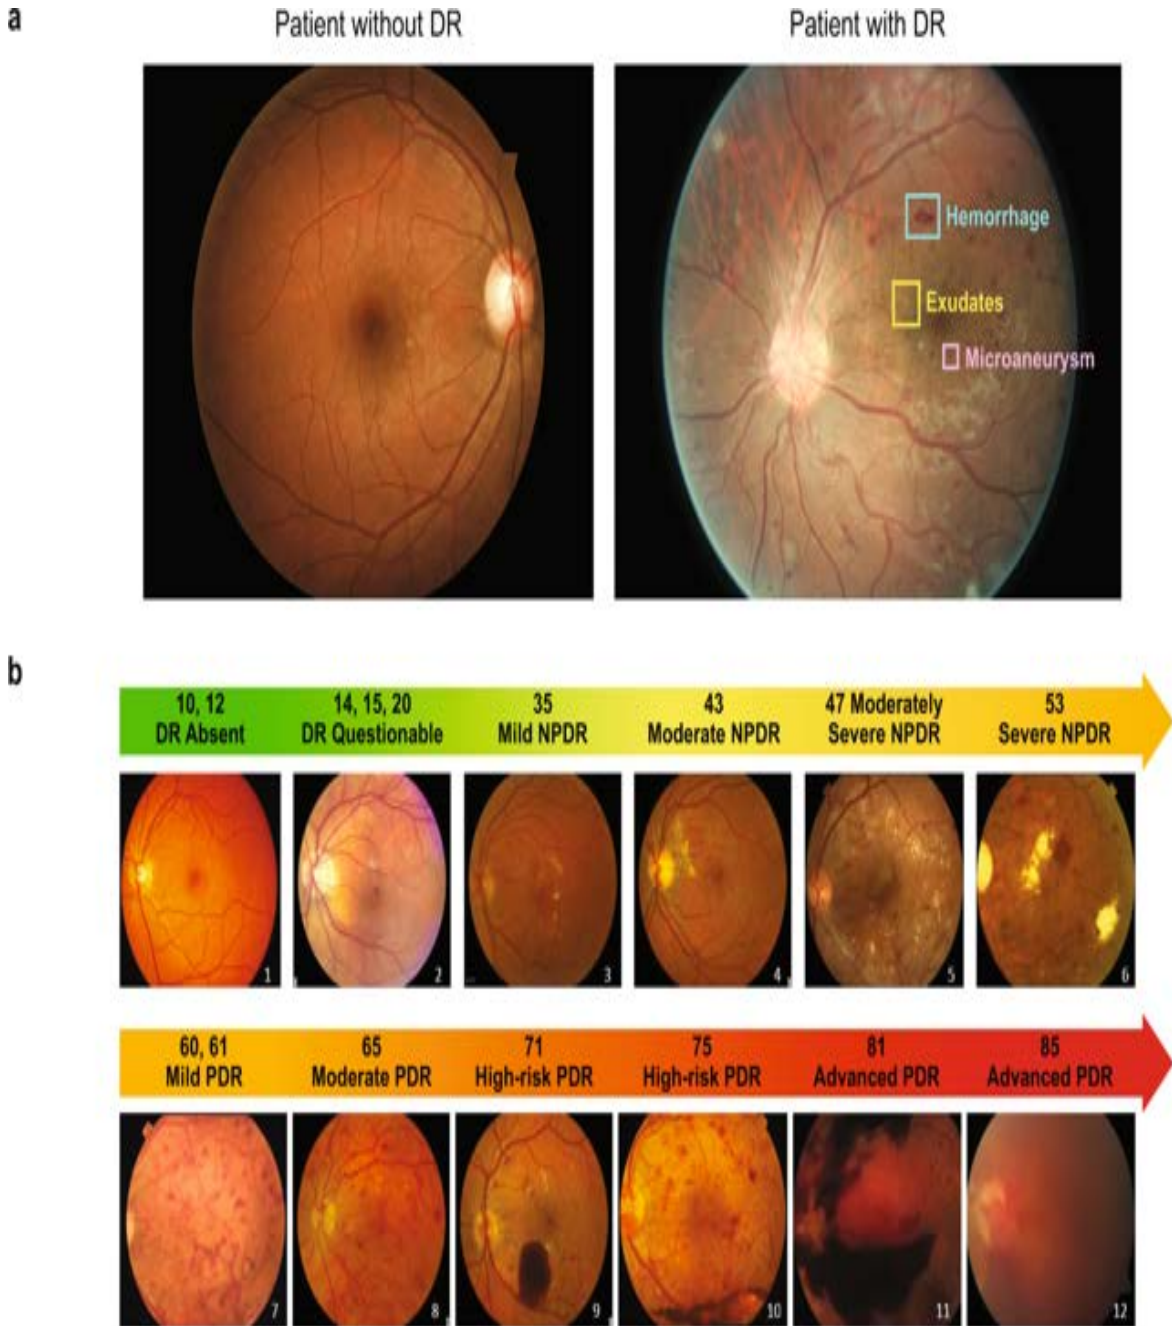 a
Patient without DR
Patient with DR
Hemorrhage
Exudates
Microaneurysm
b
10, 12
DR Absent
14, 15, 20
DR Questionable
35
Mild NPDR
43
Moderate NPDR
47 Moderately
Severe NPDR
53
Severe NPDR
1
2
3
4
5
6
60, 61
Mild PDR
65
Moderate PDR
71
High-risk PDR
75
High-risk PDR
81
Advanced PDR
85
Advanced PDR
7
8
9
10
11
12